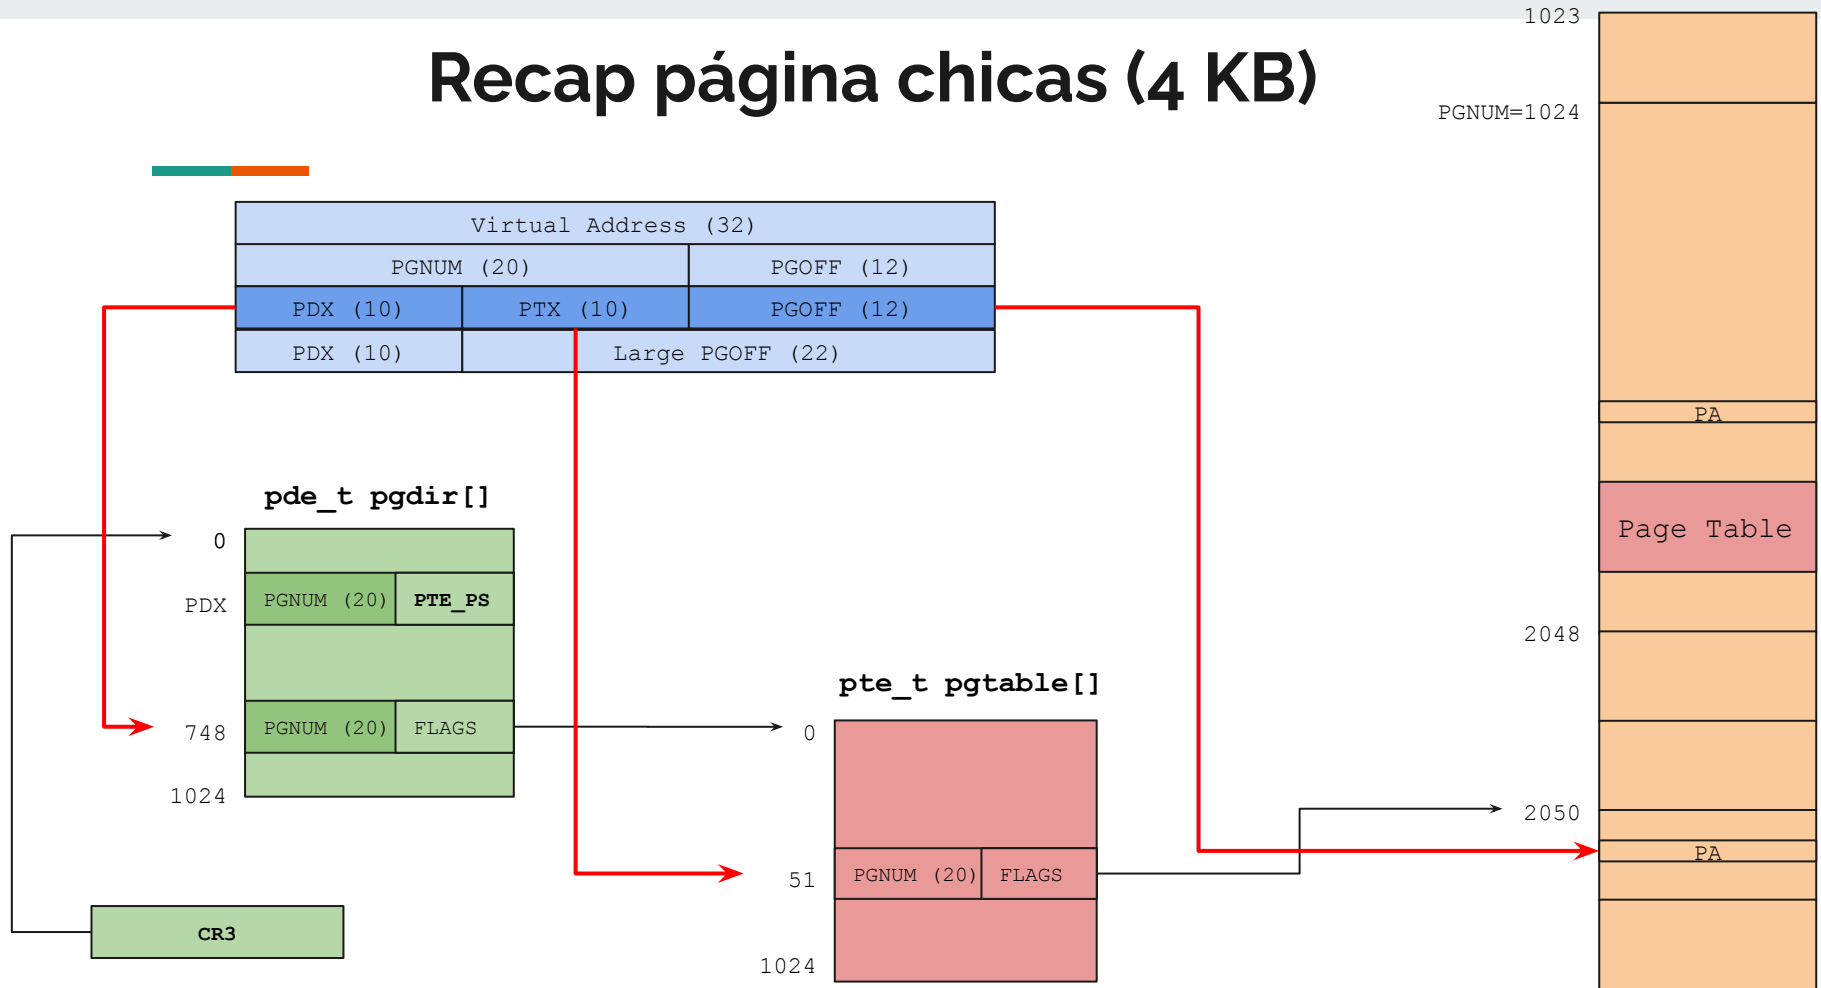 1023
Recap página chicas (4 KB)
PGNUM=1024
Virtual Address (32)
PGNUM (20) PGOFF (12)
PDX (10) PTX (10) PGOFF (12)
PDX (10) Large PGOFF (22)
PA
pde_t pgdir[]
Page Table
0
PDX PGNUM (20) PTE_PS
2048
pte_t pgtable[]
748 PGNUM (20) FLAGS
0
1024
2050
PA
51 PGNUM (20) FLAGS
CR3
1024